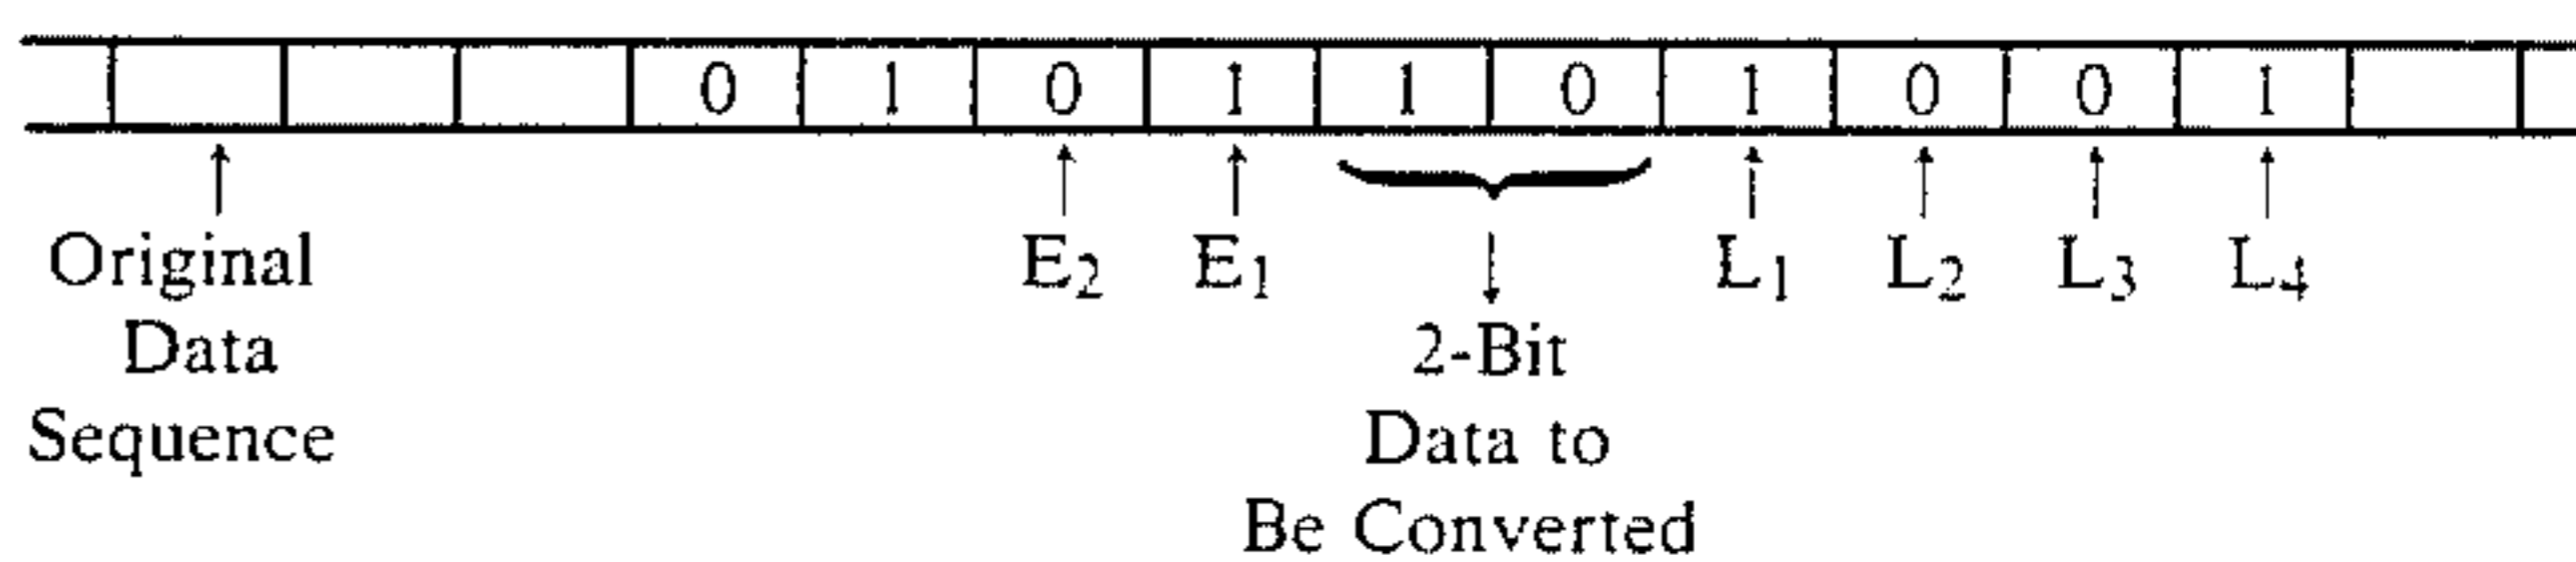 0 1 0 1 1 0 1 0 0 1
E2 E1 L1 L2 L3 L4
Original
Data
Sequence
2-Bit
Data to
Be Converted